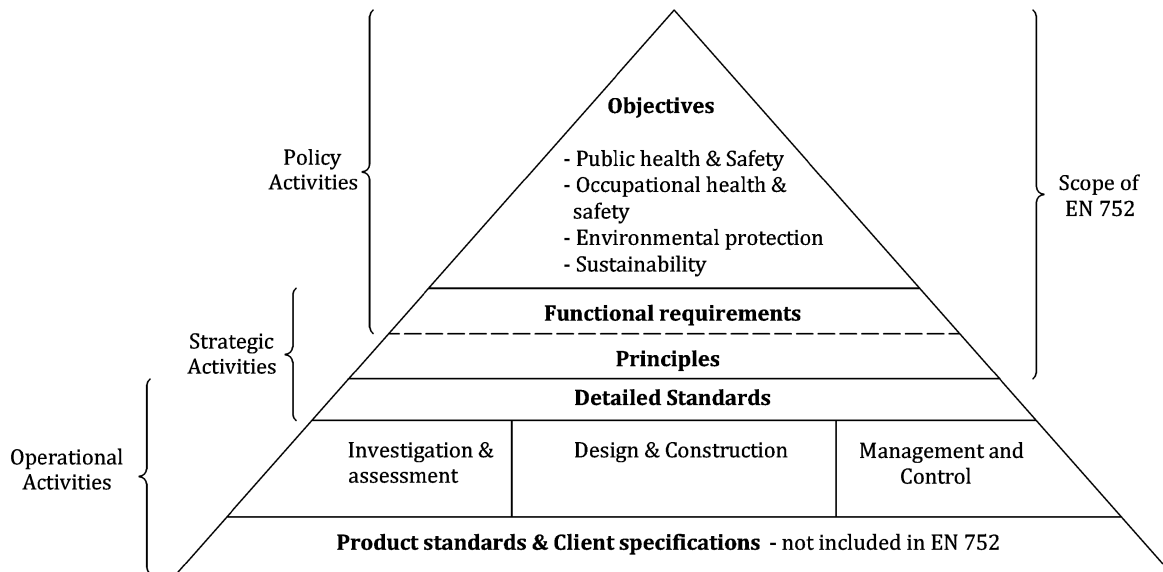 Objectives
- Public health & Safety
- Occupational health &
safety
- Environmental protection
- Sustainability
Policy
Activities
Scope of
EN 752
Functional requirements
Strategic
Activities
Principles
Detailed Standards
Operational
Activities
Investigation &
assessment
Design & Construction
Management and
Control
Product standards & Client specifications - not included in EN 752